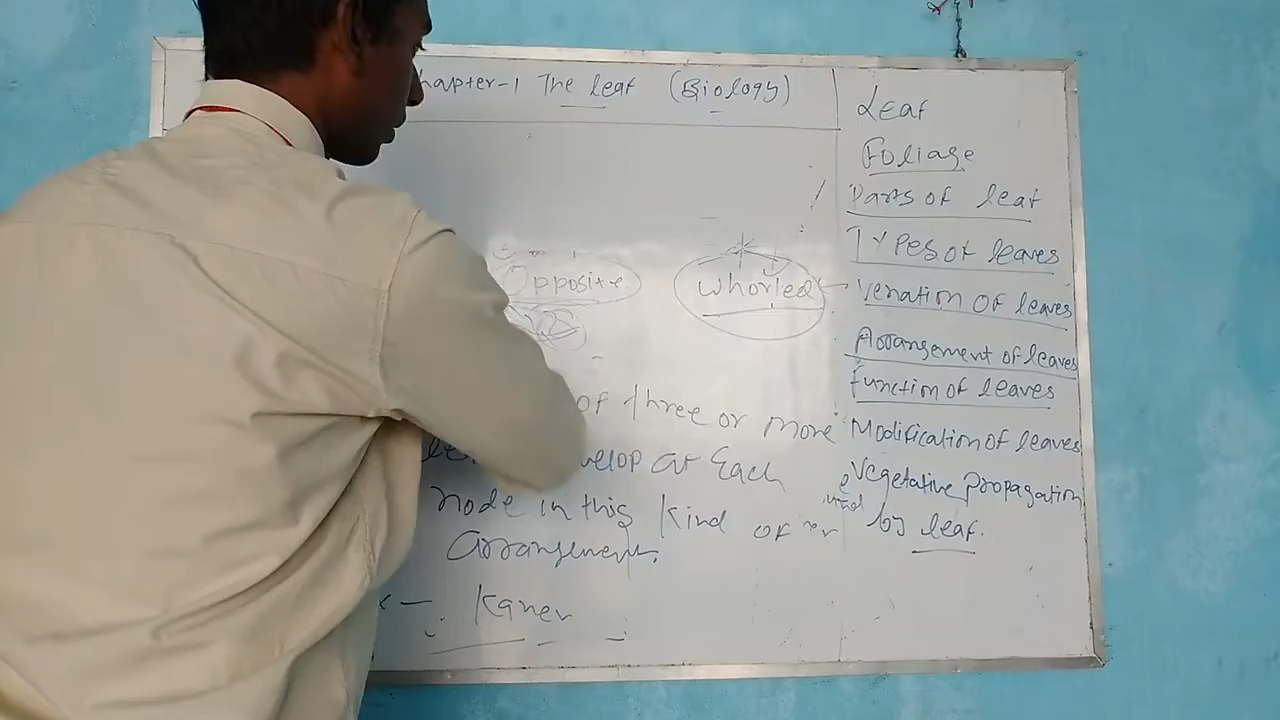 hapter-1 The leaf (Biology)
Opposite
whorled
of three or more
velop at Each
node in this kind of
arrangement.
Kaner
Leaf
Foliage
Parts of leaf
Types of leaves
Venation of leaves
Arrangement of leaves
Function of leaves
Modification of leaves
Vegetative propagation
by leaf.